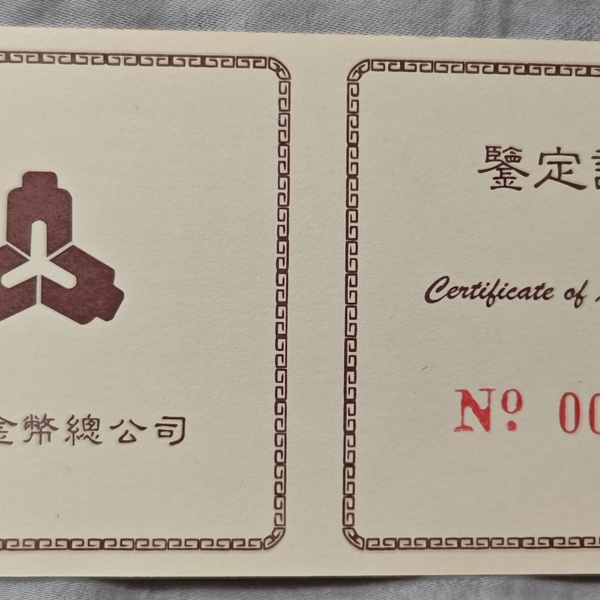 金幣總公司
鑒定
Certificate of
Nº 00